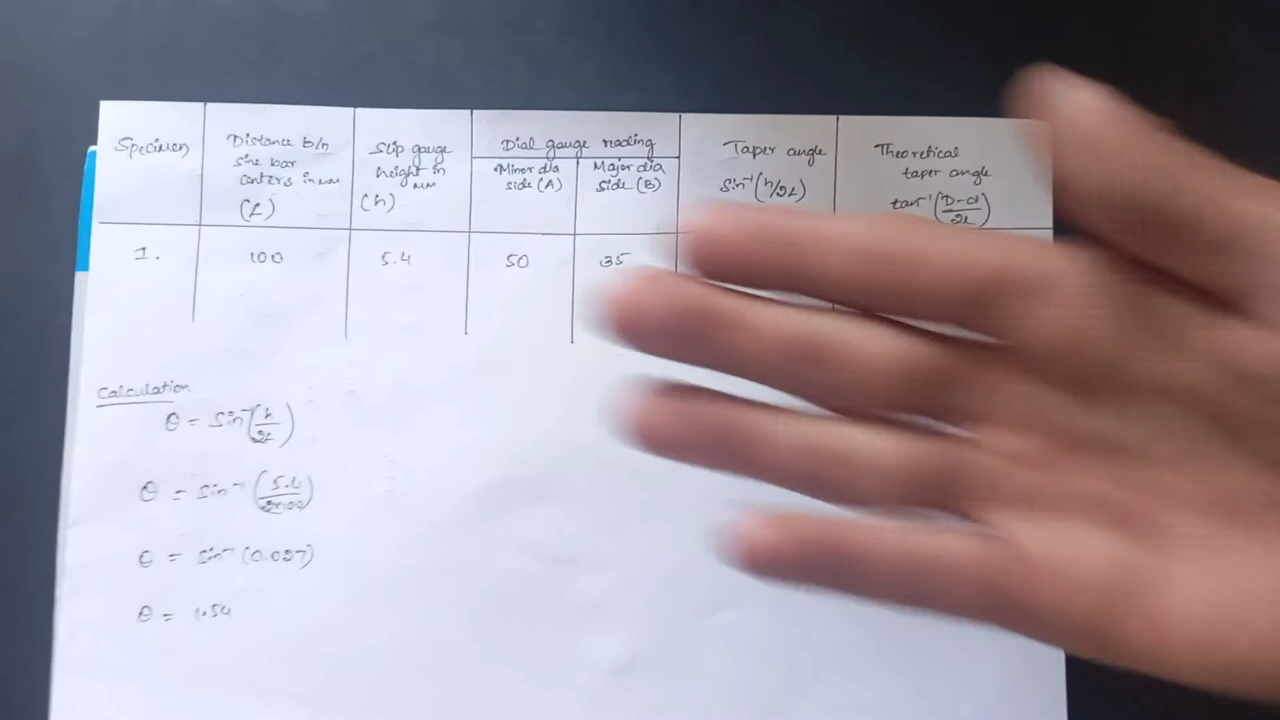 Specimen
Distance b/n
sine bar
centers in mm
(L)
Slip gauge
height in
mm
(h)
Dial gauge reading
Minor dia
side (A)
Major dia
side (B)
Taper angle
sin⁻¹(h/2L)
Theoretical
taper angle
tan⁻¹(D-d/2l)
1.
100
5.4
50
35
Calculation
θ = sin⁻¹(h/2L)
θ = sin⁻¹(5.4/2×100)
θ = sin⁻¹(0.027)
θ = 1.54